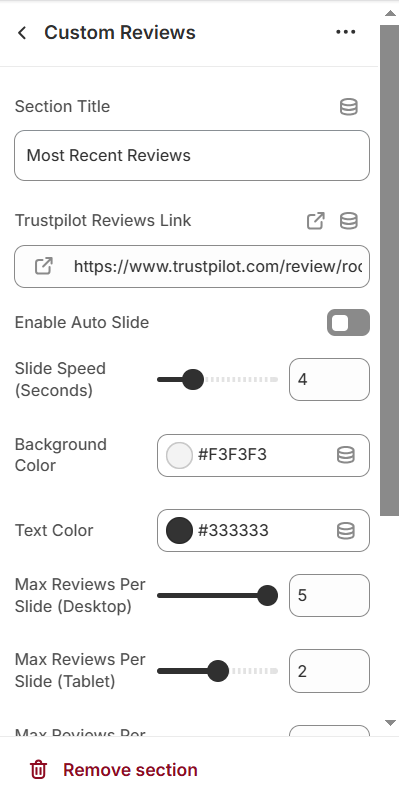 Custom Reviews
Section Title
Most Recent Reviews
Trustpilot Reviews Link
https://www.trustpilot.com/review/roo
Enable Auto Slide
Slide Speed
(Seconds)
4
Background
Color
#F3F3F3
Text Color
#333333
Max Reviews Per
Slide (Desktop)
5
Max Reviews Per
Slide (Tablet)
2
Max Reviews Per
Remove section